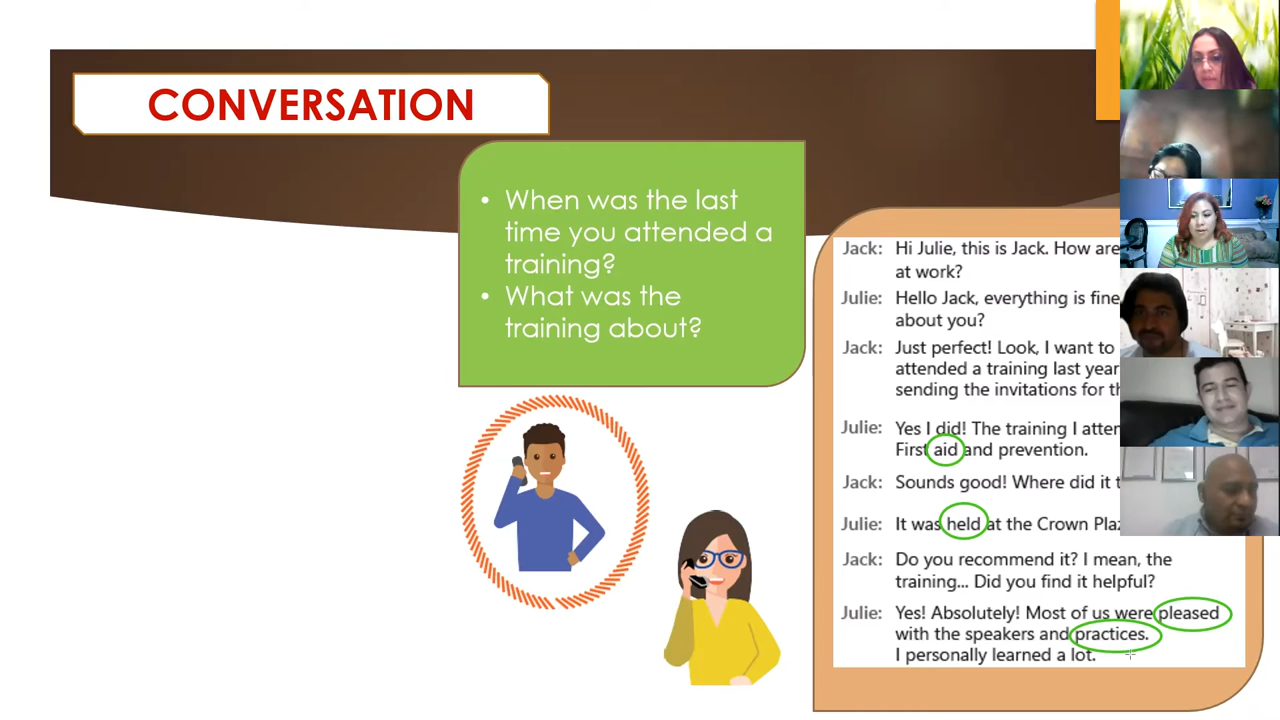 CONVERSATION
• When was the last
time you attended a
training?
• What was the
training about?
Jack: Hi Julie, this is Jack. How are
at work?
Julie: Hello Jack, everything is fine
about you?
Jack: Just perfect! Look, I want to
attended a training last year
sending the invitations for
Julie: Yes I did! The training I
First aid and prevention.
Jack: Sounds good! Where did it
Julie: It was held at the Crown
Jack: Do you recommend it? I mean, the
training... Did you find it helpful?
Julie: Yes! Absolutely! Most of us were pleased
with the speakers and practices.
I personally learned a lot.